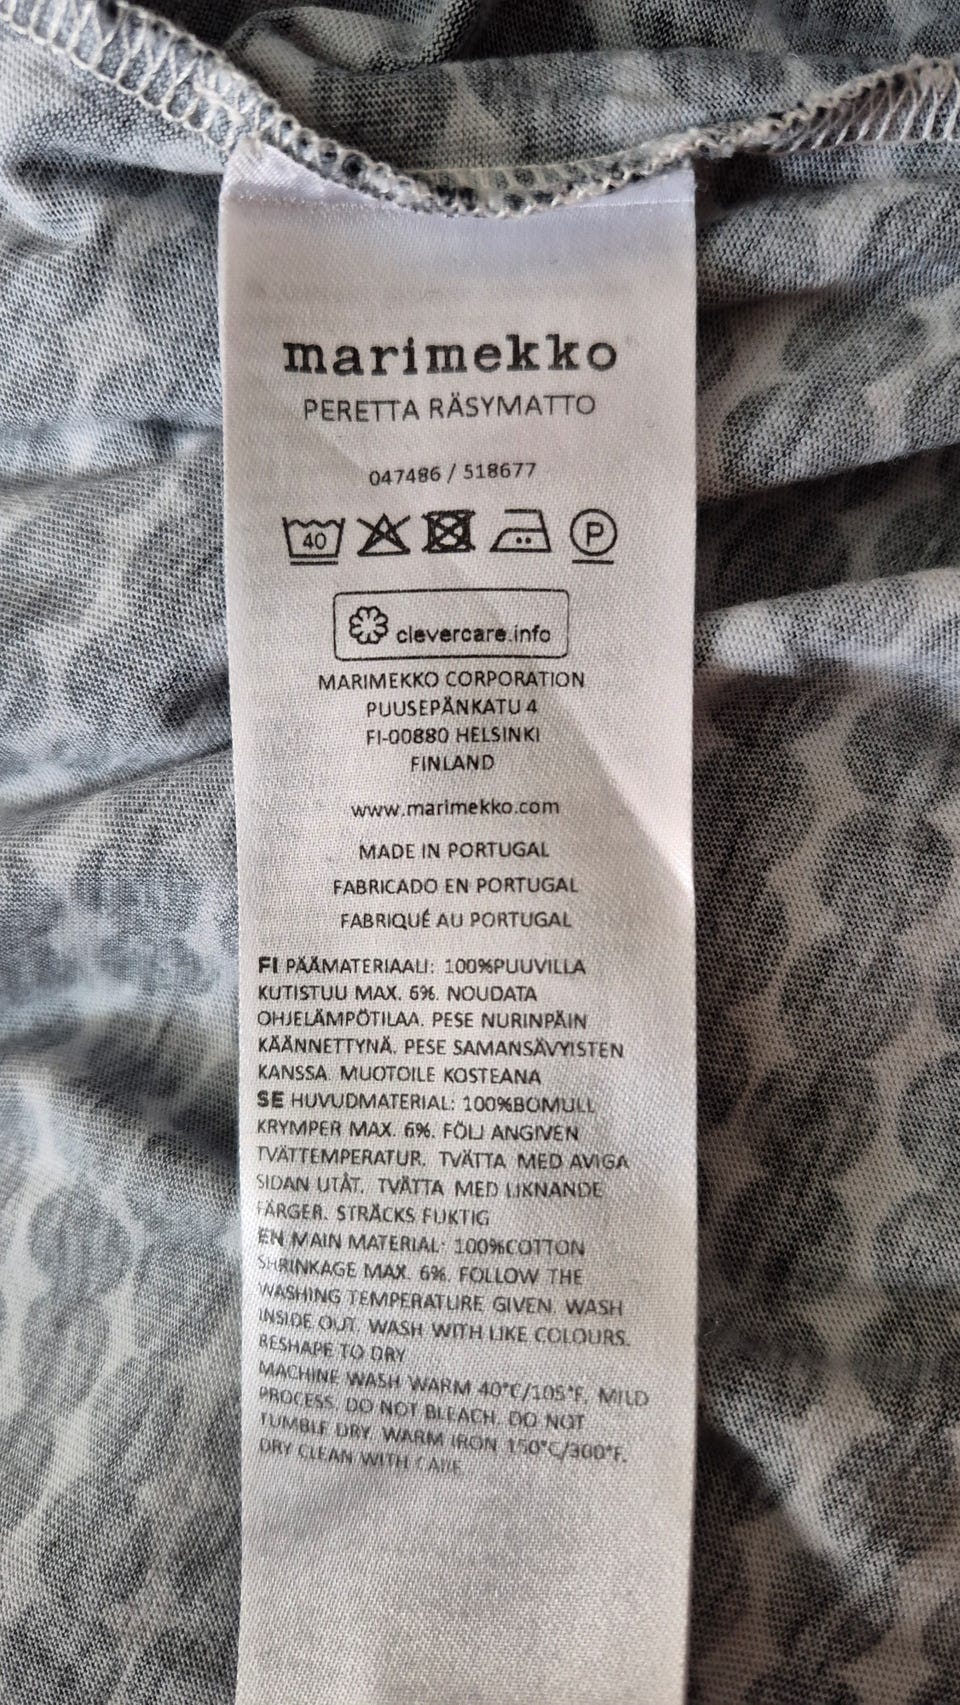 marimekko
PERETTA RÄSYMATTO
047486 / 518677
40 P
clevercare.info
MARIMEKKO CORPORATION
PUUSEPÄNKATU 4
FI-00880 HELSINKI
FINLAND
www.marimekko.com
MADE IN PORTUGAL
FABRICADO EN PORTUGAL
FABRIQUÉ AU PORTUGAL
FI PÄÄMATERIAALI: 100%PUUVILLA
KUTISTUU MAX. 6%. NOUDATA
OHJELÄMPÖTILAA. PESE NURINPÄIN
KÄÄNNETTYNÄ. PESE SAMANSÄVYISTEN
KANSSA. MUOTOILE KOSTEANA
SE HUVUDMATERIAL: 100%BOMULL
KRYMPER MAX. 6%. FÖLJ ANGIVEN
TVÄTTEMPERATUR. TVÄTTA MED AVIGA
SIDAN UTÅT. TVÄTTA MED LIKNANDE
FÄRGER. STRÄCKS FUKTIG
EN MAIN MATERIAL: 100%COTTON
SHRINKAGE MAX. 6%. FOLLOW THE
WASHING TEMPERATURE GIVEN. WASH
INSIDE OUT. WASH WITH LIKE COLOURS.
RESHAPE TO DRY
MACHINE WASH WARM 40°C/105°F, MILD
PROCESS. DO NOT BLEACH. DO NOT
TUMBLE DRY. WARM IRON 150°C/300°F.
DRY CLEAN WITH CARE.